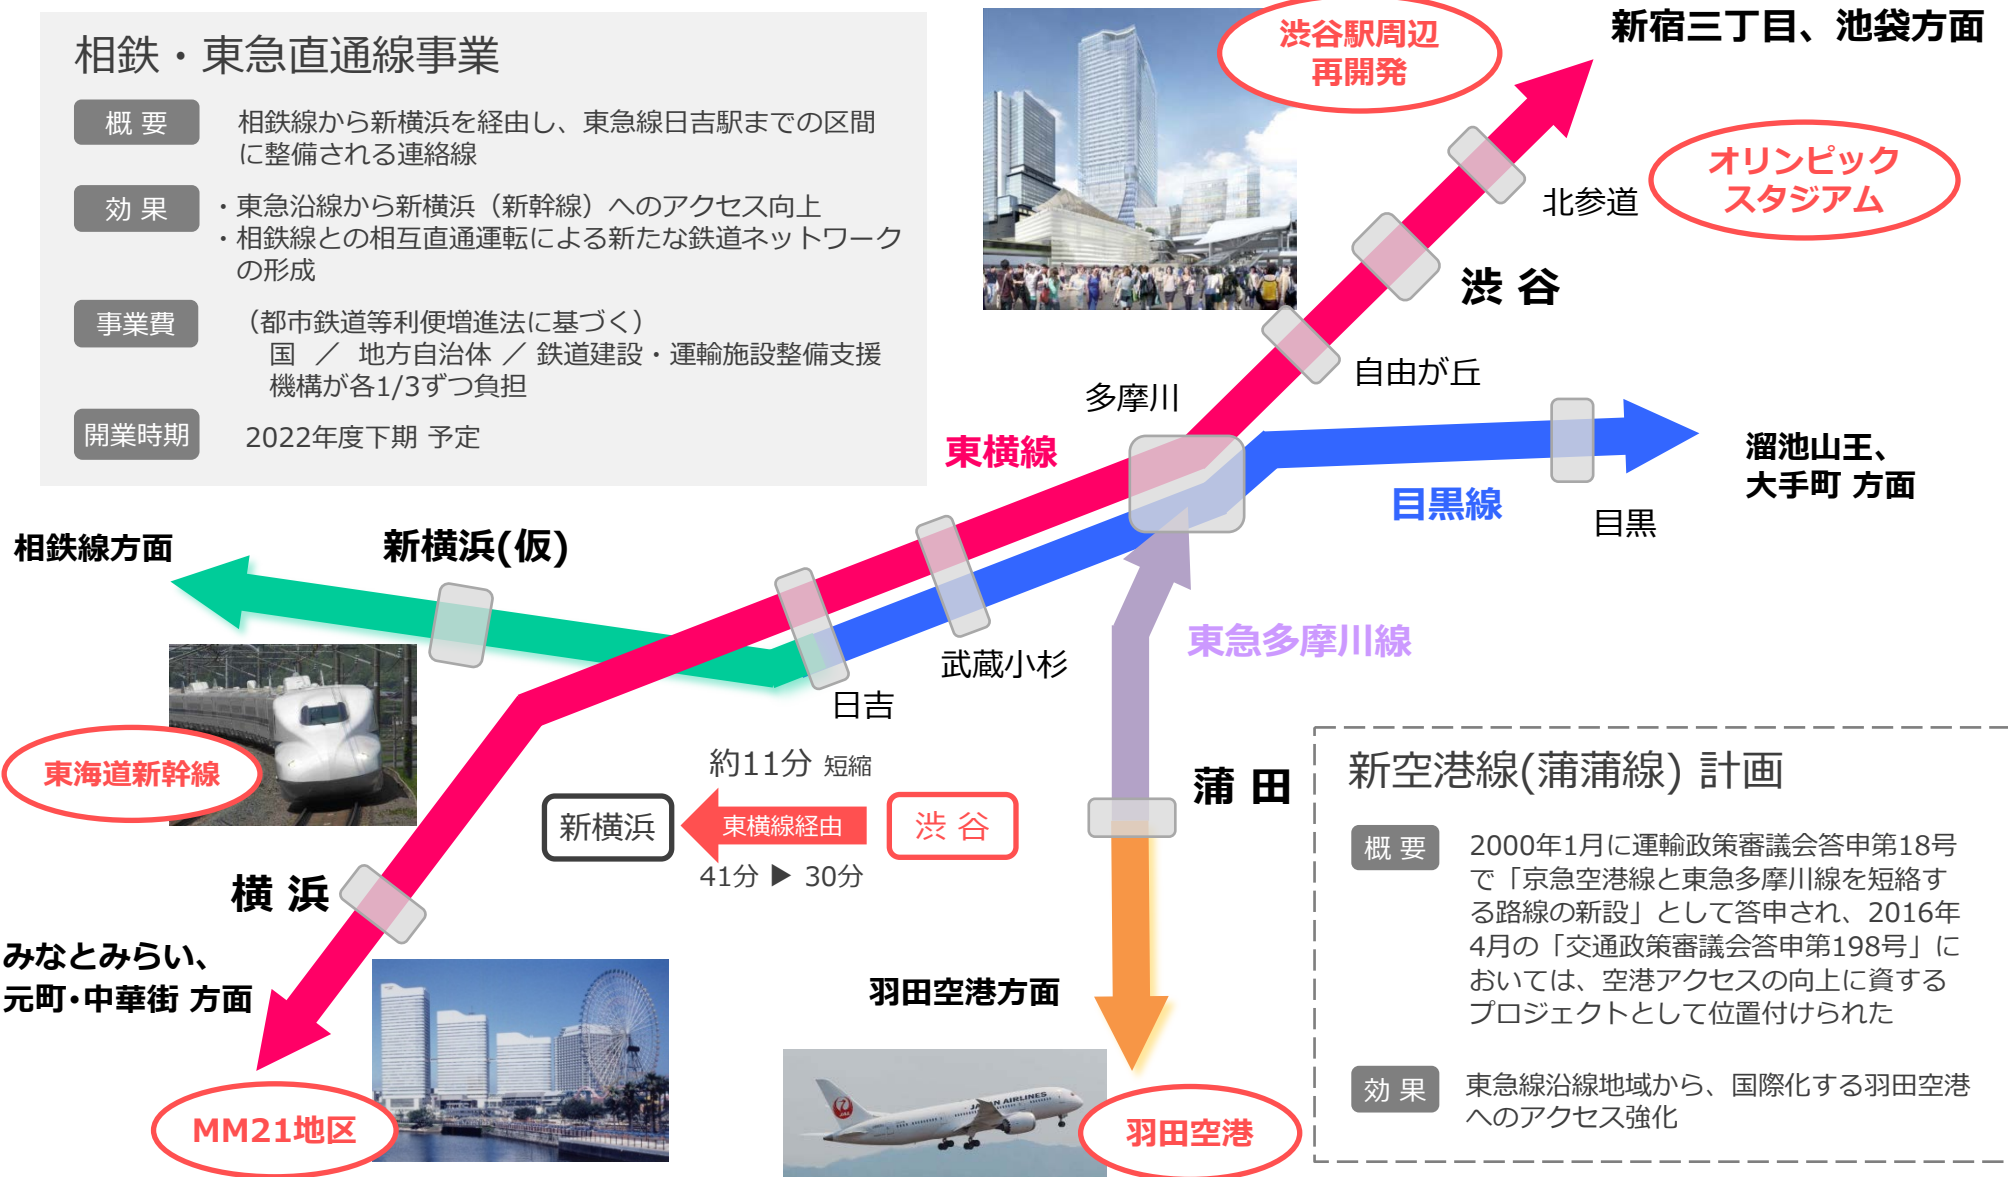 相鉄・東急直通線事業
概 要
相鉄線から新横浜を経由し、東急線日吉駅までの区間
に整備される連絡線
効 果
・東急沿線から新横浜（新幹線）へのアクセス向上
・相鉄線との相互直通運転による新たな鉄道ネットワーク
の形成
事業費
（都市鉄道等利便増進法に基づく）
国 ／ 地方自治体 ／ 鉄道建設・運輸施設整備支援
機構が各1/3ずつ負担
開業時期
2022年度下期 予定
渋谷駅周辺
再開発
新宿三丁目、池袋方面
オリンピック
スタジアム
北参道
渋 谷
自由が丘
多摩川
東横線
目黒線
溜池山王、
大手町 方面
目黒
相鉄線方面
新横浜(仮)
東急多摩川線
武蔵小杉
日吉
東海道新幹線
約11分 短縮
新横浜
東横線経由
渋 谷
41分 ▶ 30分
蒲 田
横 浜
みなとみらい、
元町・中華街 方面
MM21地区
羽田空港方面
JAPAN AIRLINES
JAL
羽田空港
新空港線(蒲蒲線) 計画
概 要
2000年1月に運輸政策審議会答申第18号
で「京急空港線と東急多摩川線を短絡す
る路線の新設」として答申され、2016年
4月の「交通政策審議会答申第198号」に
おいては、空港アクセスの向上に資する
プロジェクトとして位置付けられた
効 果
東急線沿線地域から、国際化する羽田空港
へのアクセス強化